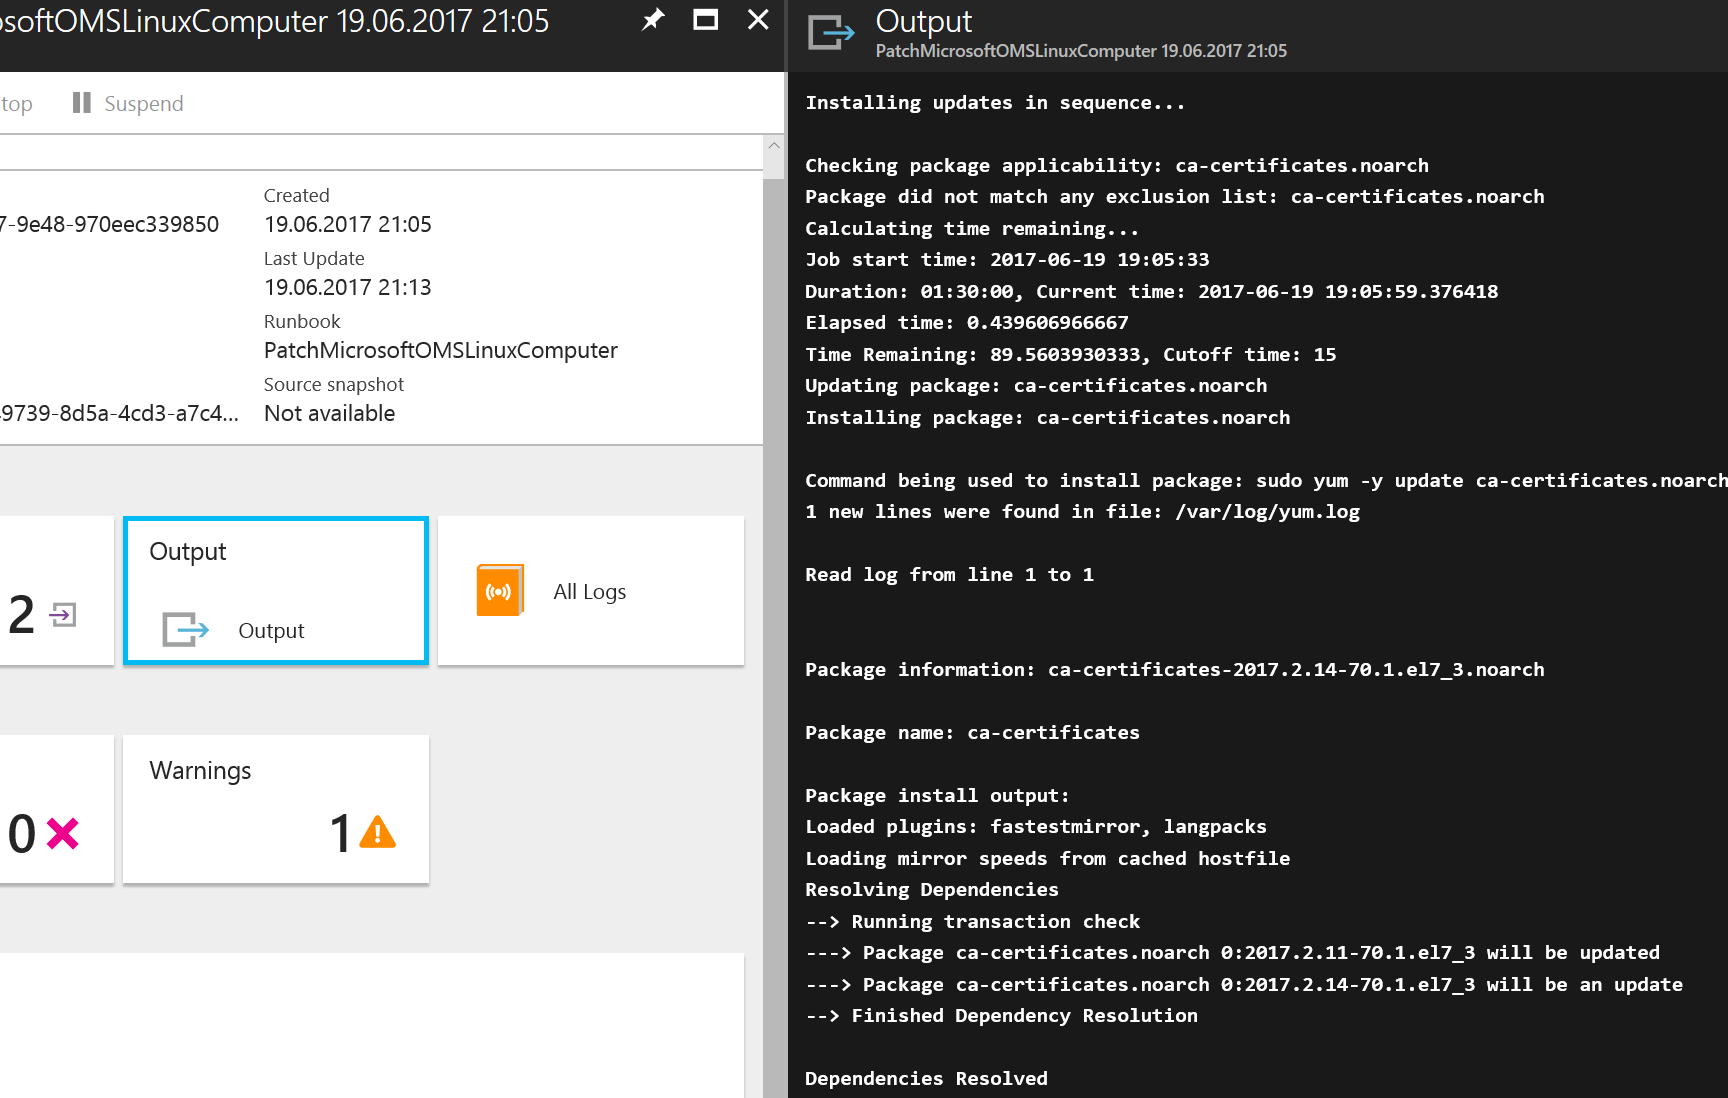 osoftOMSLinuxComputer 19.06.2017 21:05
top
Suspend
Created
7-9e48-970eec339850
19.06.2017 21:05
Last Update
19.06.2017 21:13
Runbook
PatchMicrosoftOMSLinuxComputer
Source snapshot
9739-8d5a-4cd3-a7c4...
Not available
2
Output
Output
All Logs
0
Warnings
1
Output
PatchMicrosoftOMSLinuxComputer 19.06.2017 21:05
Installing updates in sequence...
Checking package applicability: ca-certificates.noarch
Package did not match any exclusion list: ca-certificates.noarch
Calculating time remaining...
Job start time: 2017-06-19 19:05:33
Duration: 01:30:00, Current time: 2017-06-19 19:05:59.376418
Elapsed time: 0.439606966667
Time Remaining: 89.5603930333, Cutoff time: 15
Updating package: ca-certificates.noarch
Installing package: ca-certificates.noarch
Command being used to install package: sudo yum -y update ca-certificates.noarch
1 new lines were found in file: /var/log/yum.log
Read log from line 1 to 1
Package information: ca-certificates-2017.2.14-70.1.el7_3.noarch
Package name: ca-certificates
Package install output:
Loaded plugins: fastestmirror, langpacks
Loading mirror speeds from cached hostfile
Resolving Dependencies
--> Running transaction check
---> Package ca-certificates.noarch 0:2017.2.11-70.1.el7_3 will be updated
---> Package ca-certificates.noarch 0:2017.2.14-70.1.el7_3 will be an update
--> Finished Dependency Resolution
Dependencies Resolved